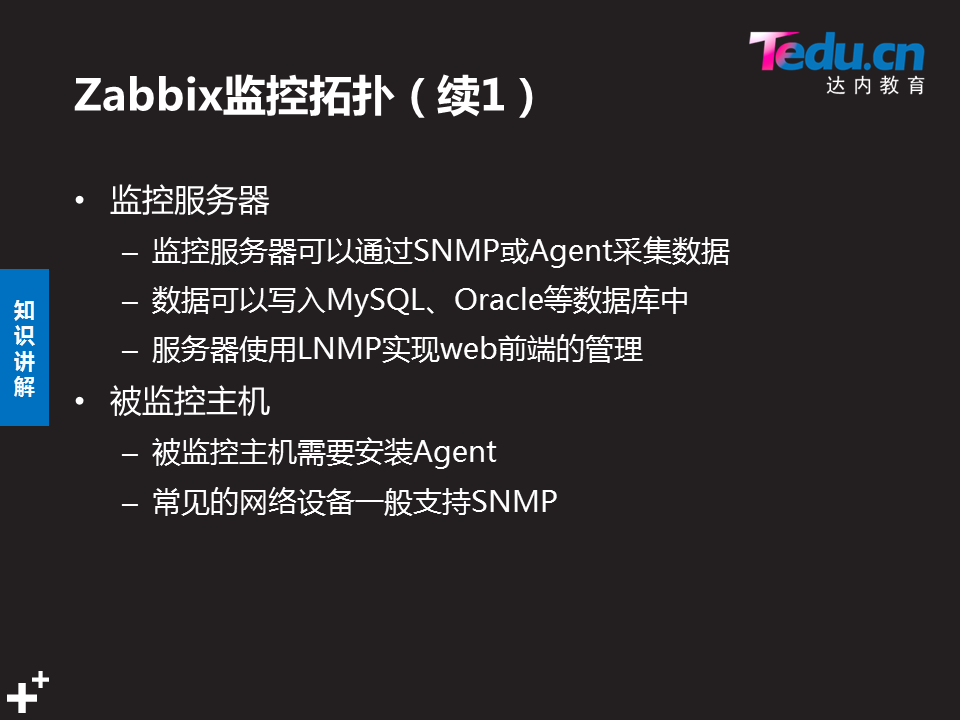 Tedu.cn
达内教育
Zabbix监控拓扑（续1）
• 监控服务器
– 监控服务器可以通过SNMP或Agent采集数据
– 数据可以写入MySQL、Oracle等数据库中
– 服务器使用LNMP实现web前端的管理
• 被监控主机
– 被监控主机需要安装Agent
– 常见的网络设备一般支持SNMP
知识讲解